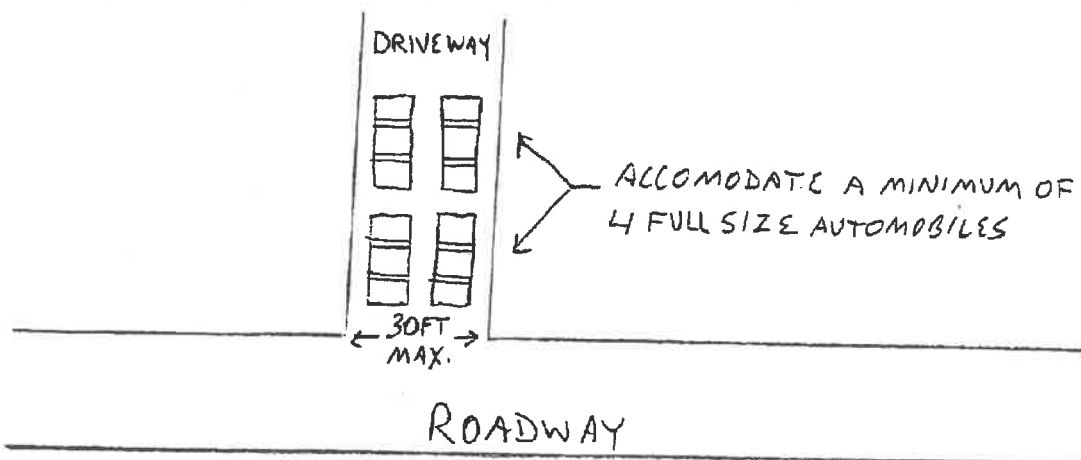 DRIVEWAY
ACCOMODATE A MINIMUM OF
4 FULL SIZE AUTOMOBILES
30FT
MAX.
ROADWAY